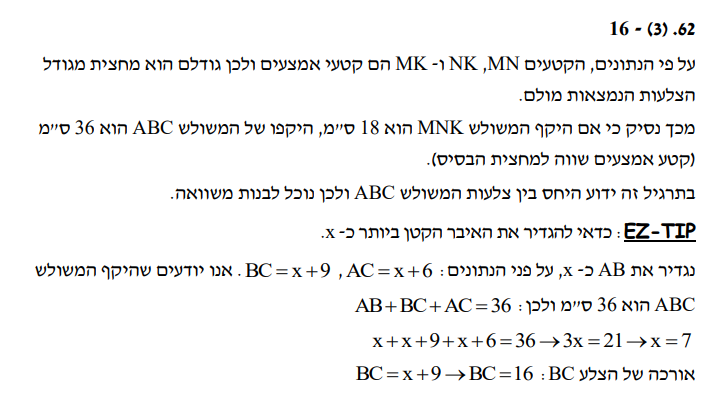 62. (3) - 16
על פי הנתונים, הקטעים NK ,MN ו- MK הם קטעי אמצעים ולכן גודלם הוא מחצית מגודל
הצלעות הנמצאות מולם.
מכך נסיק כי אם היקף המשולש MNK הוא 18 ס״מ, היקפו של המשולש ABC הוא 36 ס״מ
(קטע אמצעים שווה למחצית הבסיס).
בתרגיל זה ידוע היחס בין צלעות המשולש ABC ולכן נוכל לבנות משוואה.
EZ-TIP: כדאי להגדיר את האיבר הקטן ביותר כ- x.
נגדיר את AB כ- x, על פני הנתונים: BC = x + 9 , AC = x + 6. אנו יודעים שהיקף המשולש
ABC הוא 36 ס״מ ולכן: AB + BC + AC = 36
x + x + 9 + x + 6 = 36 → 3x = 21 → x = 7
אורכה של הצלע BC: BC = x + 9 → BC = 16